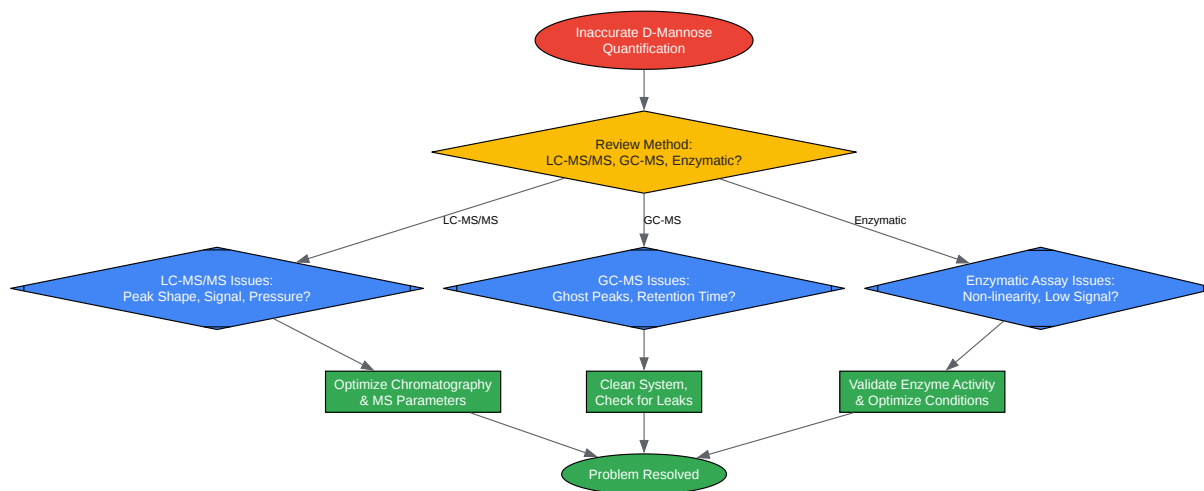 Inaccurate D-Mannose
Quantification
Review Method:
LC-MS/MS, GC-MS, Enzymatic?
LC-MS/MS
GC-MS
Enzymatic
LC-MS/MS Issues:
Peak Shape, Signal, Pressure?
GC-MS Issues:
Ghost Peaks, Retention Time?
Enzymatic Assay Issues:
Non-linearity, Low Signal?
Optimize Chromatography
& MS Parameters
Clean System,
Check for Leaks
Validate Enzyme Activity
& Optimize Conditions
Problem Resolved